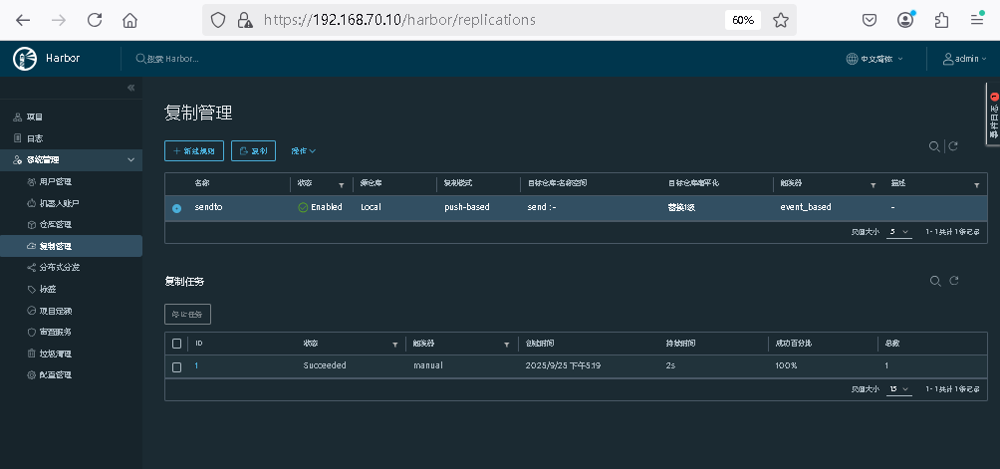 https://192.168.70.10/harbor/replications
60%
Harbor
搜索 Harbor...
中文简体
admin
«
项目
日志
系统管理
用户管理
机器人账户
仓库管理
复制管理
分布式分发
标签
项目定额
审查服务
垃圾清理
配置管理
事件日志
复制管理
+ 新建规则
复制
操作
名称 状态 源仓库 复制模式 目标仓库:名称空间 目标仓库扁平化 触发器 描述
sendto Enabled Local push-based send : - 替换1级 event_based -
页面大小 5 1 - 1 共计 1 条记录
复制任务
停止任务
ID 状态 触发器 创建时间 持续时间 成功百分比 总数
1 Succeeded manual 2025/9/25 下午5:19 2s 100% 1
页面大小 15 1 - 1 共计 1 条记录